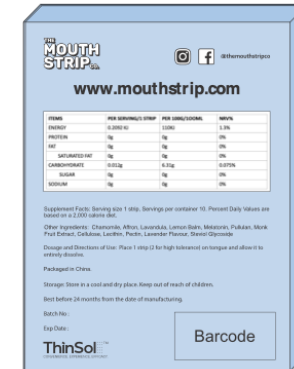 THE
MOUTH
STRIP Co.
@themouthstripco
www.mouthstrip.com
ITEMS PER SERVING/1 STRIP PER 100G/100ML NRV%
ENERGY 0.2092 KJ 110KJ 1.3%
PROTEIN 0g 0g 0%
FAT 0g 0g 0%
SATURATED FAT 0g 0g 0%
CARBOHYDRATE 0.012g 6.31g 0.075%
SUGAR 0g 0g 0%
SODIUM 0g 0g 0%
Supplement Facts: Serving size 1 strip, Servings per container 10. Percent Daily Values are
based on a 2,000 calorie diet.
Other Ingredients: Chamomile, Affron, Lavandula, Lemon Balm, Melatonin, Pullulan, Monk
Fruit Extract, Cellulose, Lecithin, Pectin, Lavender Flavour, Steviol Glycoside
Dosage and Directions of Use: Place 1 strip (2 for high tolerance) on tongue and allow it to
entirely dissolve.
Packaged in China.
Storage: Store in a cool and dry place. Keep out of reach of children.
Best before 24 months from the date of manufacturing.
Batch No:
Exp Date:
Barcode
ThinSol™